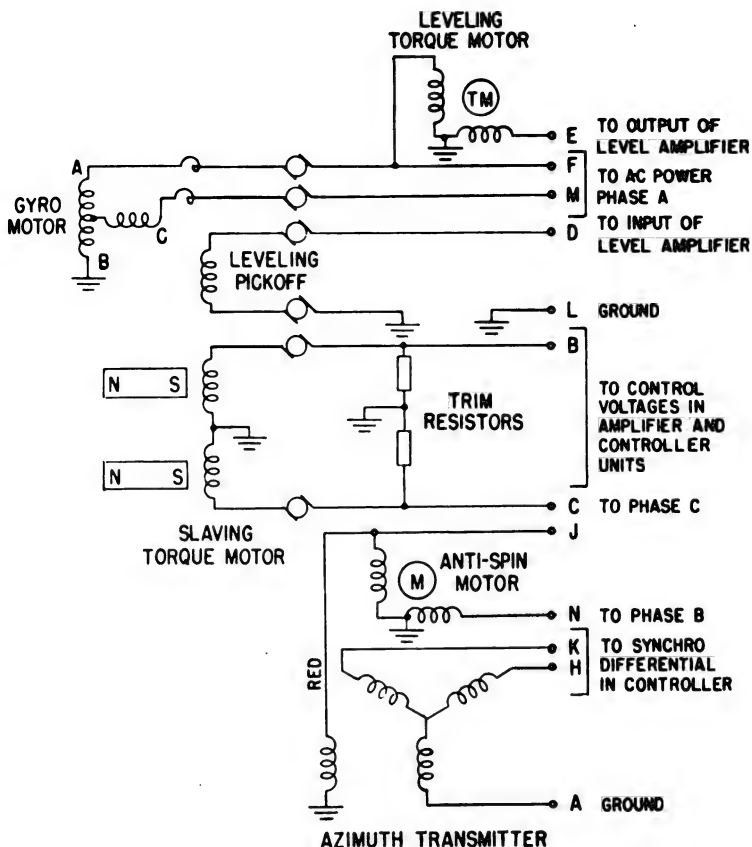 LEVELING
TORQUE MOTOR
TM
E TO OUTPUT OF
LEVEL AMPLIFIER
A
F TO AC POWER
M PHASE A
GYRO
MOTOR
C
B
D TO INPUT OF
LEVEL AMPLIFIER
LEVELING
PICKOFF
L GROUND
B
N S
TRIM
RESISTORS
TO CONTROL
VOLTAGES IN
AMPLIFIER AND
CONTROLLER
UNITS
N S
C TO PHASE C
SLAVING
TORQUE MOTOR
J
ANTI-SPIN
MOTOR
M
N TO PHASE B
K TO SYNCHRO
H DIFFERENTIAL
IN CONTROLLER
RED
A GROUND
AZIMUTH TRANSMITTER